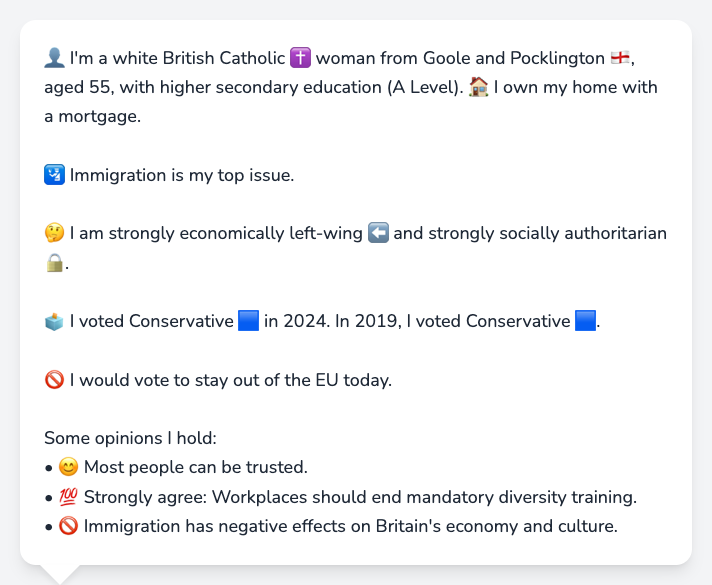 👤 I'm a white British Catholic ✝️ woman from Goole and Pocklington 🏴󠁧󠁢󠁥󠁮󠁧󠁿,
aged 55, with higher secondary education (A Level). 🏠 I own my home with
a mortgage.
🛂 Immigration is my top issue.
🤔 I am strongly economically left-wing ⬅️ and strongly socially authoritarian
🔒.
🗳️ I voted Conservative 🟦 in 2024. In 2019, I voted Conservative 🟦.
🚫 I would vote to stay out of the EU today.
Some opinions I hold:
• 😊 Most people can be trusted.
• 💯 Strongly agree: Workplaces should end mandatory diversity training.
• 🚫 Immigration has negative effects on Britain's economy and culture.